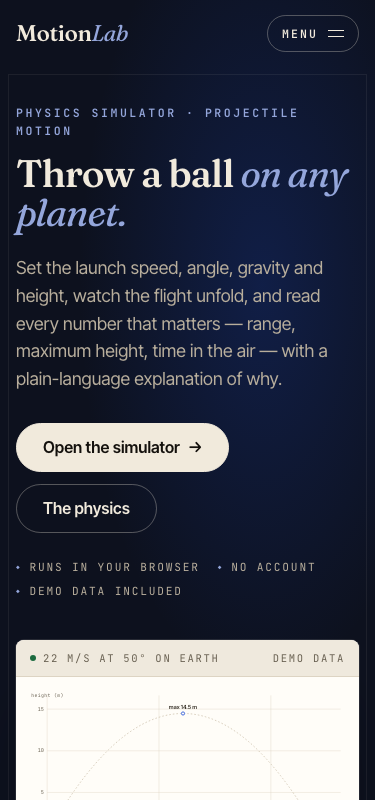 MotionLab
MENU
PHYSICS SIMULATOR · PROJECTILE
MOTION
Throw a ball on any
planet.
Set the launch speed, angle, gravity and
height, watch the flight unfold, and read
every number that matters — range,
maximum height, time in the air — with a
plain-language explanation of why.
Open the simulator →
The physics
RUNS IN YOUR BROWSER
NO ACCOUNT
DEMO DATA INCLUDED
22 M/S AT 50° ON EARTH
DEMO DATA
height (m)
max 14.5 m
15
10
5